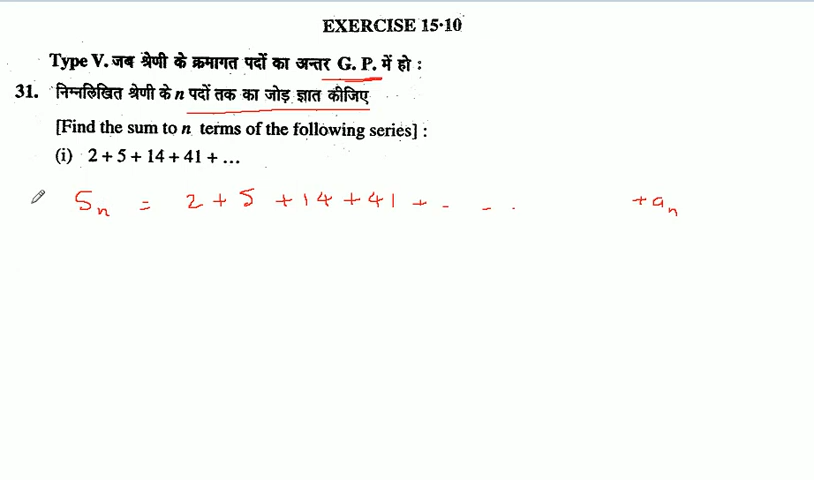 EXERCISE 15·10
Type V. जब श्रेणी के क्रमागत पदों का अन्तर G. P. में हो :
31. निम्नलिखित श्रेणी के n पदों तक का जोड़ ज्ञात कीजिए
[Find the sum to n terms of the following series] :
(i) 2 + 5 + 14 + 41 + ...
Sn = 2 + 5 + 14 + 41 + - - . + an